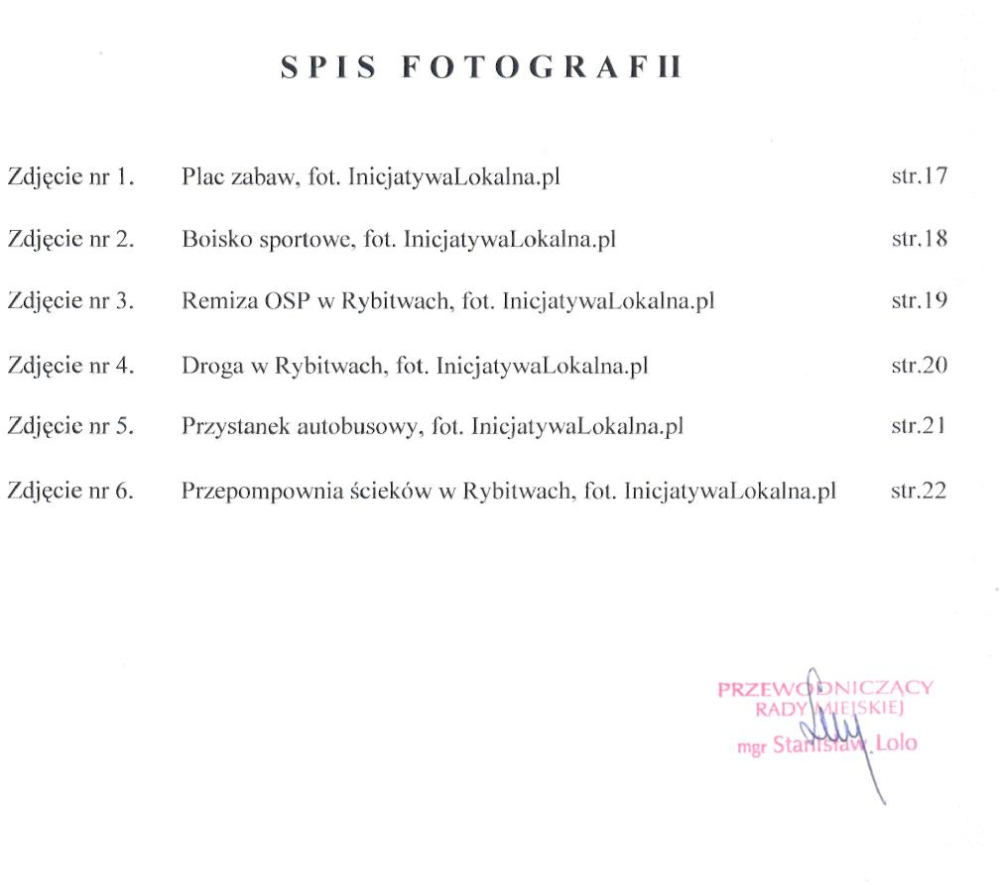 SPIS FOTOGRAFII
Zdjęcie nr 1. Plac zabaw, fot. InicjatywaLokalna.pl str.17
Zdjęcie nr 2. Boisko sportowe, fot. InicjatywaLokalna.pl str.18
Zdjęcie nr 3. Remiza OSP w Rybitwach, fot. InicjatywaLokalna.pl str.19
Zdjęcie nr 4. Droga w Rybitwach, fot. InicjatywaLokalna.pl str.20
Zdjęcie nr 5. Przystanek autobusowy, fot. InicjatywaLokalna.pl str.21
Zdjęcie nr 6. Przepompownia ścieków w Rybitwach, fot. InicjatywaLokalna.pl str.22
PRZEWODNICZĄCY
RADY MIEJSKIEJ
mgr Stanisław Lolo